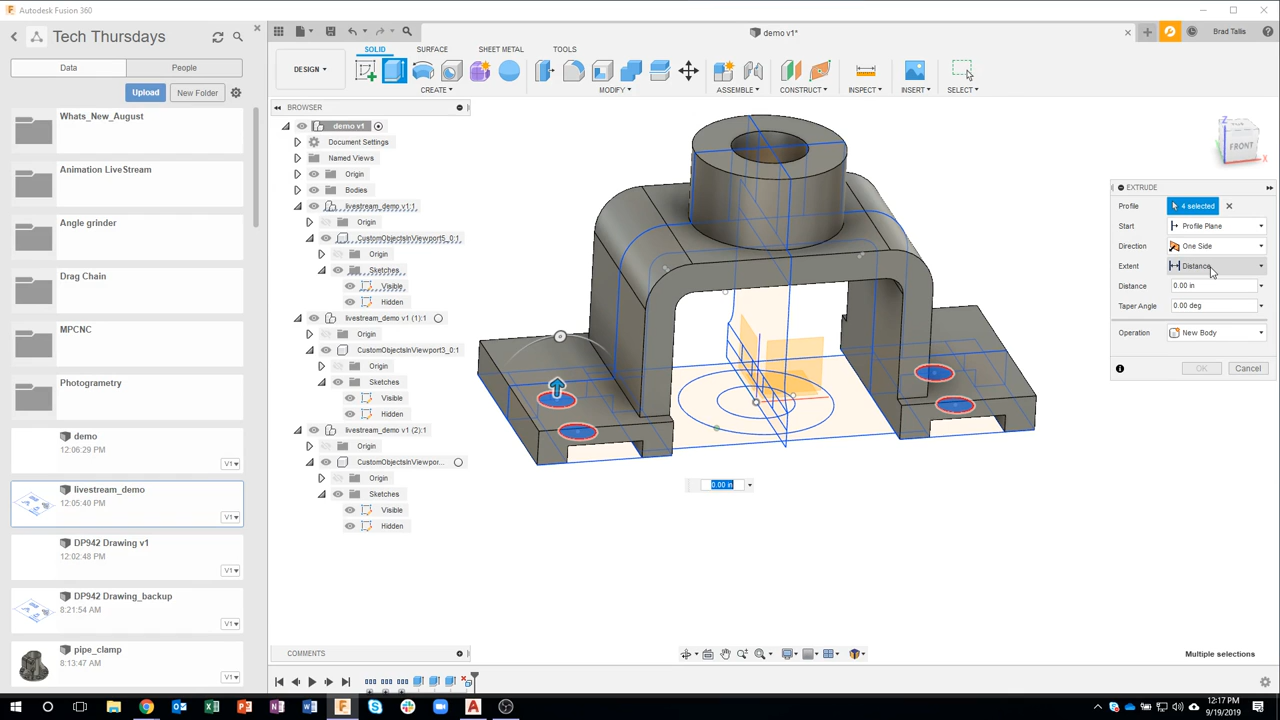 Autodesk Fusion 360
Tech Thursdays
Data
People
Upload
New Folder
Whats_New_August
Animation LiveStream
Angle grinder
Drag Chain
MPCNC
Photogrametry
demo
12:06:29 PM
V1▾
livestream_demo
12:05:40 PM
V1▾
DP942 Drawing v1
12:02:48 PM
V1▾
DP942 Drawing_backup
8:21:54 AM
V1▾
pipe_clamp
8:13:47 AM
V1▾
demo v1*
Brad Tallis
DESIGN ▾
SOLID
SURFACE
SHEET METAL
TOOLS
CREATE ▾
MODIFY ▾
ASSEMBLE ▾
CONSTRUCT ▾
INSPECT ▾
INSERT ▾
SELECT ▾
BROWSER
demo v1
Document Settings
Named Views
Origin
Bodies
livestream_demo v1:1
Origin
CustomObjectsInViewport5_0:1
Origin
Sketches
Visible
Hidden
livestream_demo v1 (1):1
Origin
CustomObjectsInViewport3_0:1
Origin
Sketches
Visible
Hidden
livestream_demo v1 (2):1
Origin
CustomObjectsInViewpor...
Origin
Sketches
Visible
Hidden
Z
FRONT
X
EXTRUDE
Profile
4 selected
Start
Profile Plane
Direction
One Side
Extent
Distance
Distance
0.00 in
Taper Angle
0.00 deg
Operation
New Body
OK
Cancel
0.00 in
COMMENTS
Multiple selections
12:17 PM
9/19/2019